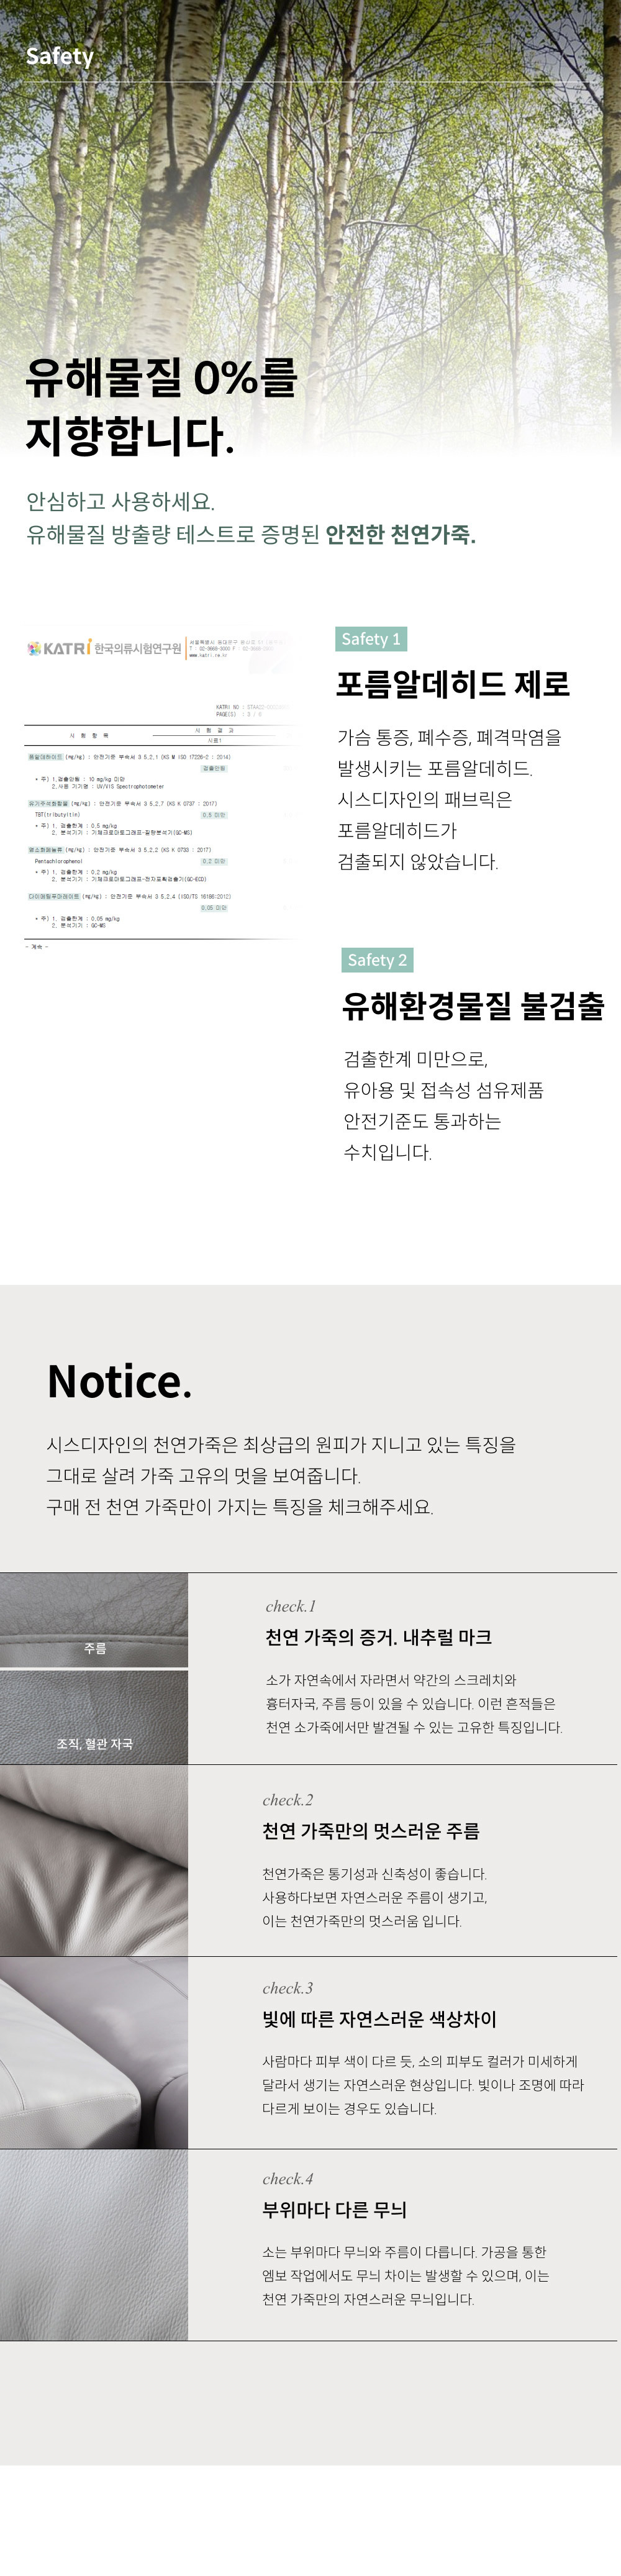 Safety
유해물질 0%를
지향합니다.
안심하고 사용하세요.
유해물질 방출량 테스트로 증명된 안전한 천연가죽.
KATRi 한국의류시험연구원
KATRI NO :
PAGE(S) : 3 / 6
시 험 항 목
시 험 결 과
시료1
폼알데하이드 (mg/kg) : 안전기준 부속서 3 5.2.1 (KS M ISO 17226-2 : 2014)
검출안됨
* 주) 1.검출한계 : 10 mg/kg 미만
2.사용 기기명 : UV/VIS Spectrophotometer
유기주석화합물 (mg/kg) : 안전기준 부속서 3 5.2.7 (KS K 0737 : 2017)
TBT(tributyltin)
0.5 미만
* 주) 1. 검출한계 : 0.5 mg/kg
2. 분석기기 : 기체크로마토그래프-질량분석기(GC-MS)
염소화페놀류 (mg/kg) : 안전기준 부속서 3 5.2.2 (KS K 0733 : 2017)
Pentachlorophenol
0.2 미만
* 주) 1. 검출한계 : 0.2 mg/kg
2. 분석기기 : 기체크로마토그래프-전자포획검출기(GC-ECD)
다이메틸푸마레이트 (mg/kg) : 안전기준 부속서 3 5.2.4 (ISO/TS 16186:2012)
0.05 미만
* 주) 1. 검출한계 : 0.05 mg/kg
2. 분석기기 : GC-MS
- 계속 -
Safety 1
포름알데히드 제로
가슴 통증, 폐수증, 폐격막염을
발생시키는 포름알데히드.
시스디자인의 패브릭은
포름알데히드가
검출되지 않았습니다.
Safety 2
유해환경물질 불검출
검출한계 미만으로,
유아용 및 접속성 섬유제품
안전기준도 통과하는
수치입니다.
Notice.
시스디자인의 천연가죽은 최상급의 원피가 지니고 있는 특징을
그대로 살려 가죽 고유의 멋을 보여줍니다.
구매 전 천연 가죽만이 가지는 특징을 체크해주세요.
주름
조직, 혈관 자국
check.1
천연 가죽의 증거. 내추럴 마크
소가 자연속에서 자라면서 약간의 스크레치와
흉터자국, 주름 등이 있을 수 있습니다. 이런 흔적들은
천연 소가죽에서만 발견될 수 있는 고유한 특징입니다.
check.2
천연 가죽만의 멋스러운 주름
천연가죽은 통기성과 신축성이 좋습니다.
사용하다보면 자연스러운 주름이 생기고,
이는 천연가죽만의 멋스러움 입니다.
check.3
빛에 따른 자연스러운 색상차이
사람마다 피부 색이 다르 듯, 소의 피부도 컬러가 미세하게
달라서 생기는 자연스러운 현상입니다. 빛이나 조명에 따라
다르게 보이는 경우도 있습니다.
check.4
부위마다 다른 무늬
소는 부위마다 무늬와 주름이 다릅니다. 가공을 통한
엠보 작업에서도 무늬 차이는 발생할 수 있으며, 이는
천연 가죽만의 자연스러운 무늬입니다.